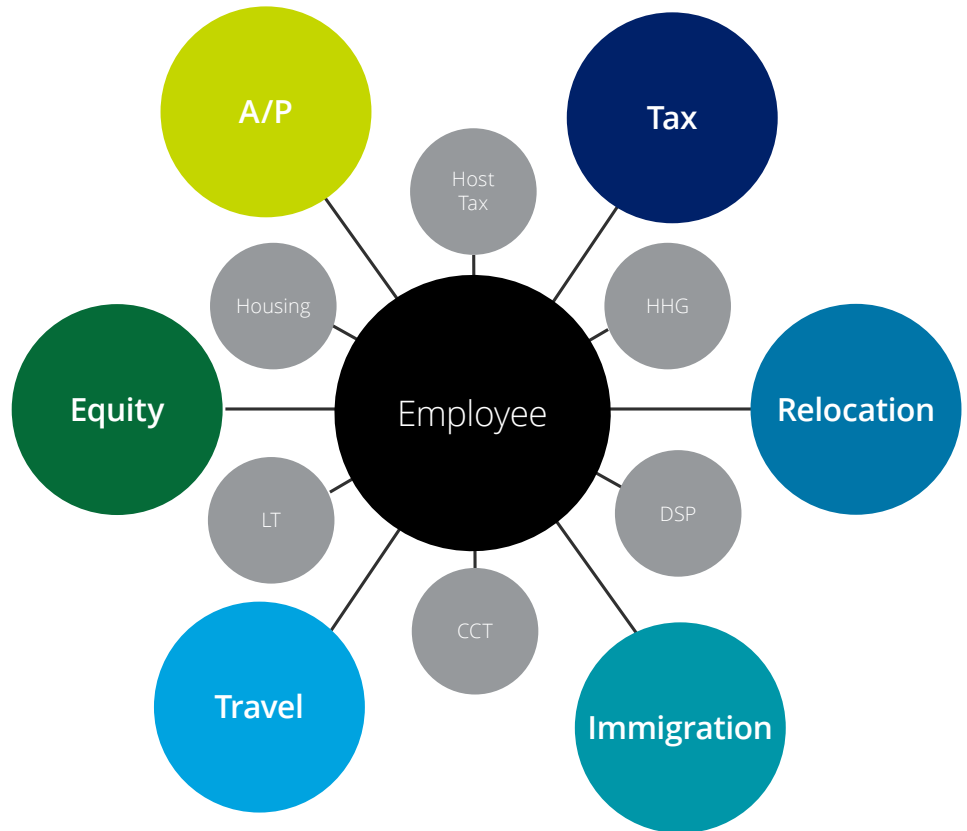 A/P
Tax
Host
Tax
Housing
HHG
Equity
Employee
Relocation
LT
DSP
CCT
Travel
Immigration